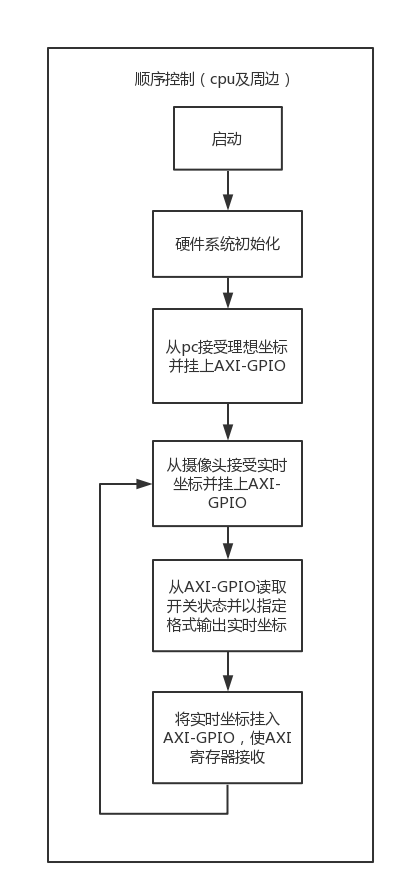 顺序控制（cpu及周边）
启动
硬件系统初始化
从pc接受理想坐标
并挂上AXI-GPIO
从摄像头接受实时
坐标并挂上AXI-
GPIO
从AXI-GPIO读取
开关状态并以指定
格式输出实时坐标
将实时坐标挂入
AXI-GPIO，使AXI
寄存器接收